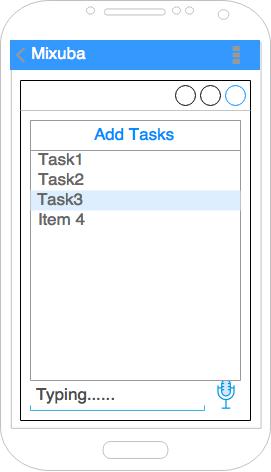 Mixuba
Add Tasks
Task1
Task2
Task3
Item 4
Typing......